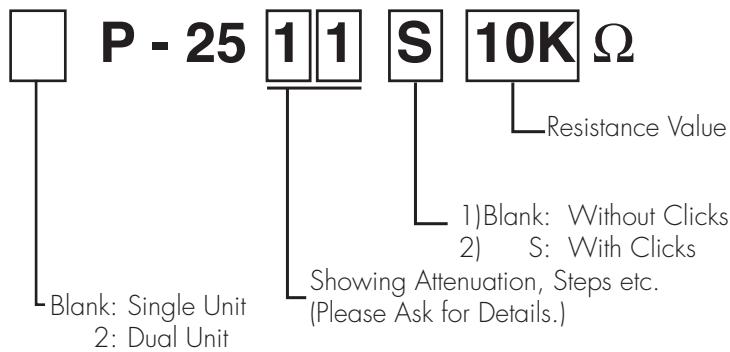 P - 25 1 1 S 10K Ω
Resistance Value
1)Blank: Without Clicks
2) S: With Clicks
Showing Attenuation, Steps etc.
(Please Ask for Details.)
Blank: Single Unit
2: Dual Unit